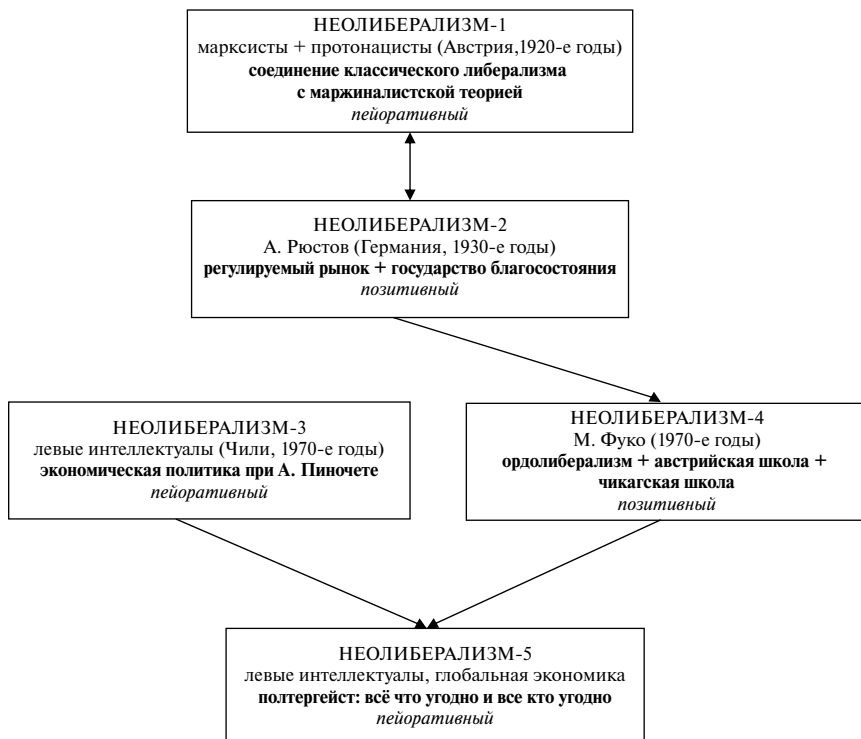 НЕОЛИБЕРАЛИЗМ-1
марксисты + протонацисты (Австрия,1920-е годы)
соединение классического либерализма
с маржиналистской теорией
пейоративный
НЕОЛИБЕРАЛИЗМ-2
А. Рюстов (Германия, 1930-е годы)
регулируемый рынок + государство благосостояния
позитивный
НЕОЛИБЕРАЛИЗМ-3
левые интеллектуалы (Чили, 1970-е годы)
экономическая политика при А. Пиночете
пейоративный
НЕОЛИБЕРАЛИЗМ-4
М. Фуко (1970-е годы)
ордолиберализм + австрийская школа +
чикагская школа
позитивный
НЕОЛИБЕРАЛИЗМ-5
левые интеллектуалы, глобальная экономика
полтергейст: всё что угодно и все кто угодно
пейоративный